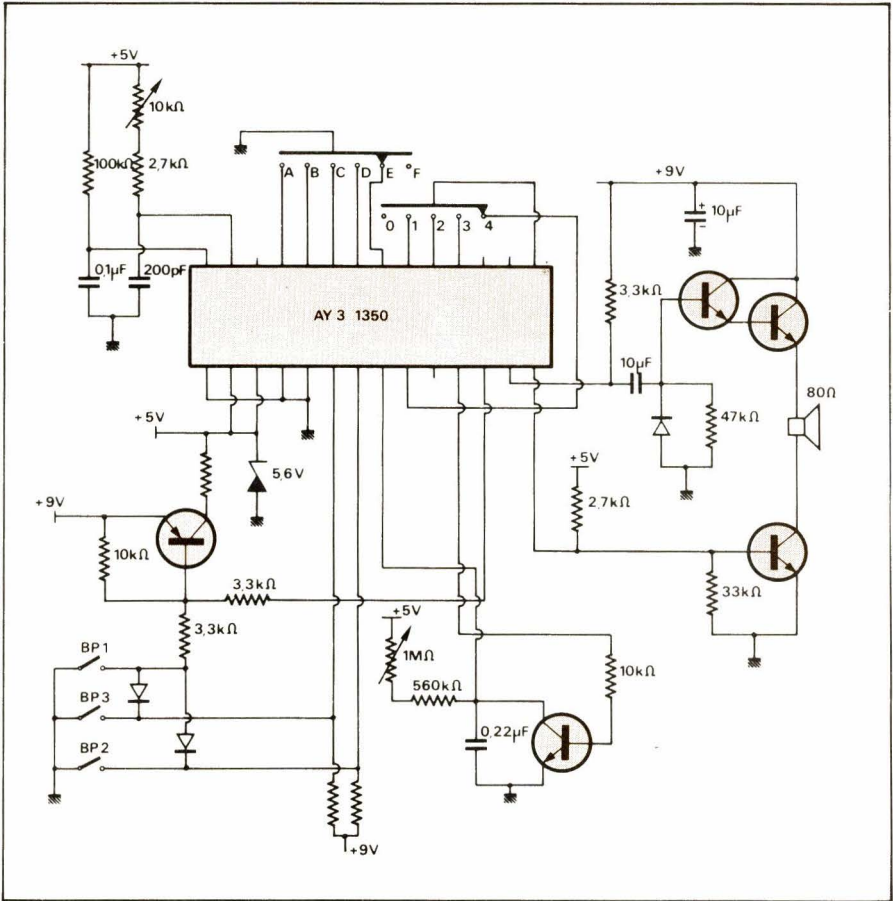 +5V
10kΩ
100kΩ
2,7kΩ
A B C D E F
+9V
0 1 2 3 4
10µF
+
−
0,1µF
200pF
3,3kΩ
AY 3 1350
10µF
80Ω
47kΩ
+5V
5,6V
+5V
2,7kΩ
+9V
10kΩ
3,3kΩ
33kΩ
+5V
3,3kΩ
1MΩ
10kΩ
BP1
560kΩ
BP3
0,22µF
BP2
+9V